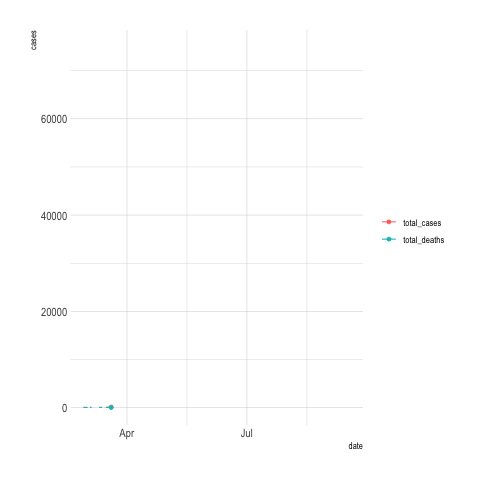 cases
60000
40000
20000
0
Apr
Jul
date
total_cases
total_deaths